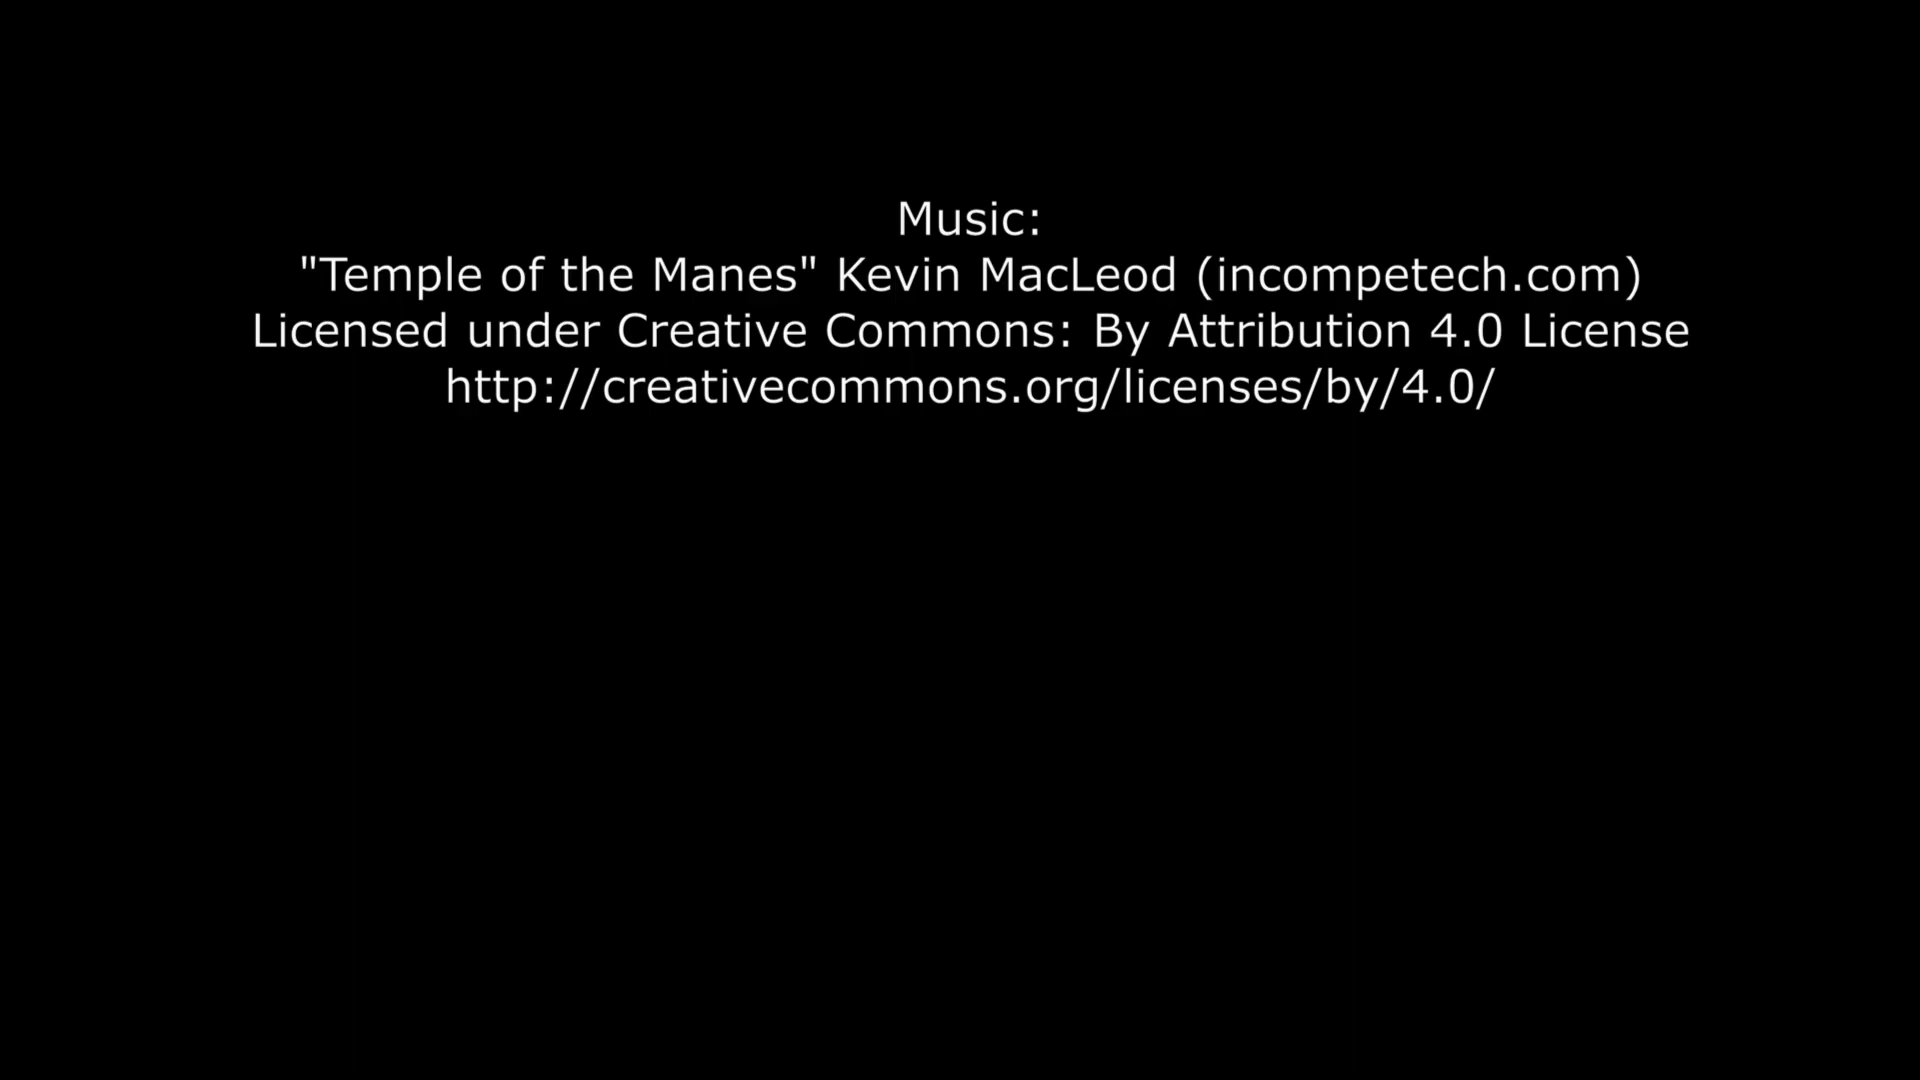 Music:
"Temple of the Manes" Kevin MacLeod (incompetech.com)
Licensed under Creative Commons: By Attribution 4.0 License
http://creativecommons.org/licenses/by/4.0/